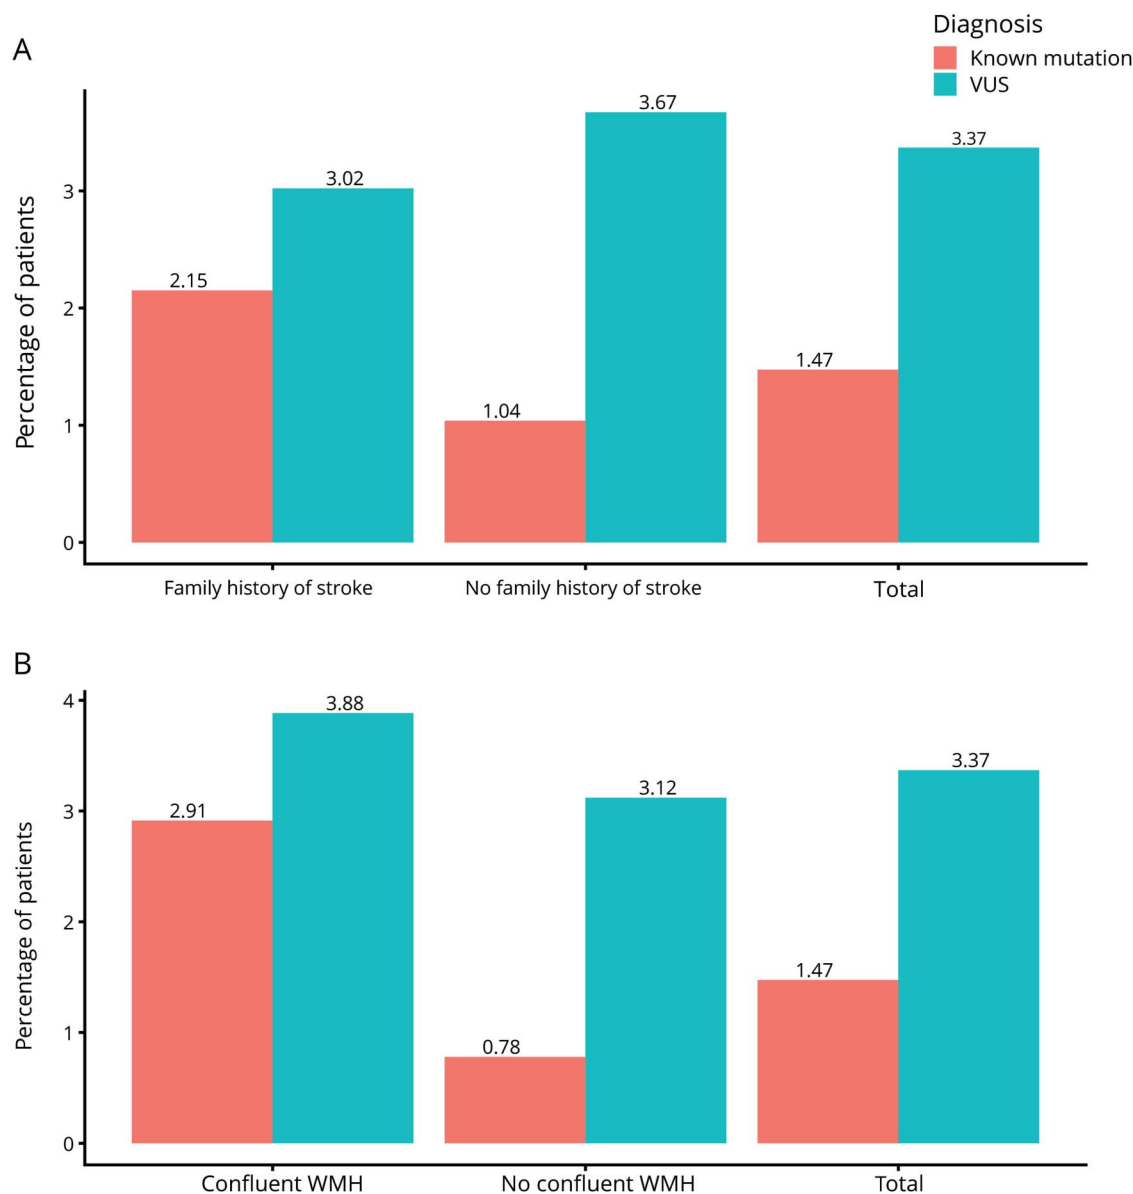 A
Diagnosis
Known mutation
VUS
Percentage of patients
3
2
1
0
2.15
3.02
1.04
3.67
1.47
3.37
Family history of stroke
No family history of stroke
Total
B
Percentage of patients
4
3
2
1
0
2.91
3.88
0.78
3.12
1.47
3.37
Confluent WMH
No confluent WMH
Total